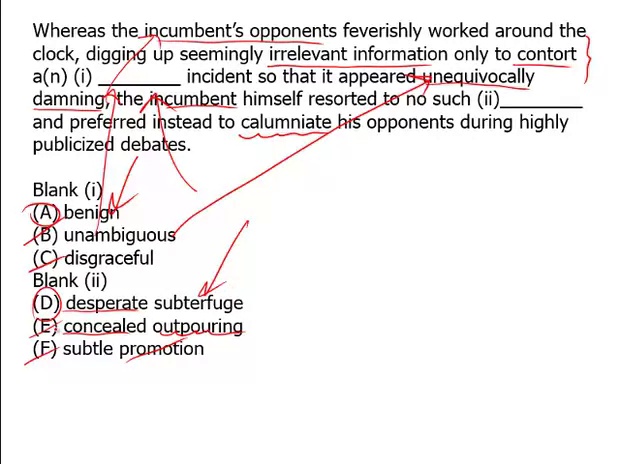 Whereas the incumbent's opponents feverishly worked around the
clock, digging up seemingly irrelevant information only to contort
a(n) (i) _________ incident so that it appeared unequivocally
damning, the incumbent himself resorted to no such (ii)_________
and preferred instead to calumniate his opponents during highly
publicized debates.
Blank (i)
(A) benign
(B) unambiguous
(C) disgraceful
Blank (ii)
(D) desperate subterfuge
(E) concealed outpouring
(F) subtle promotion